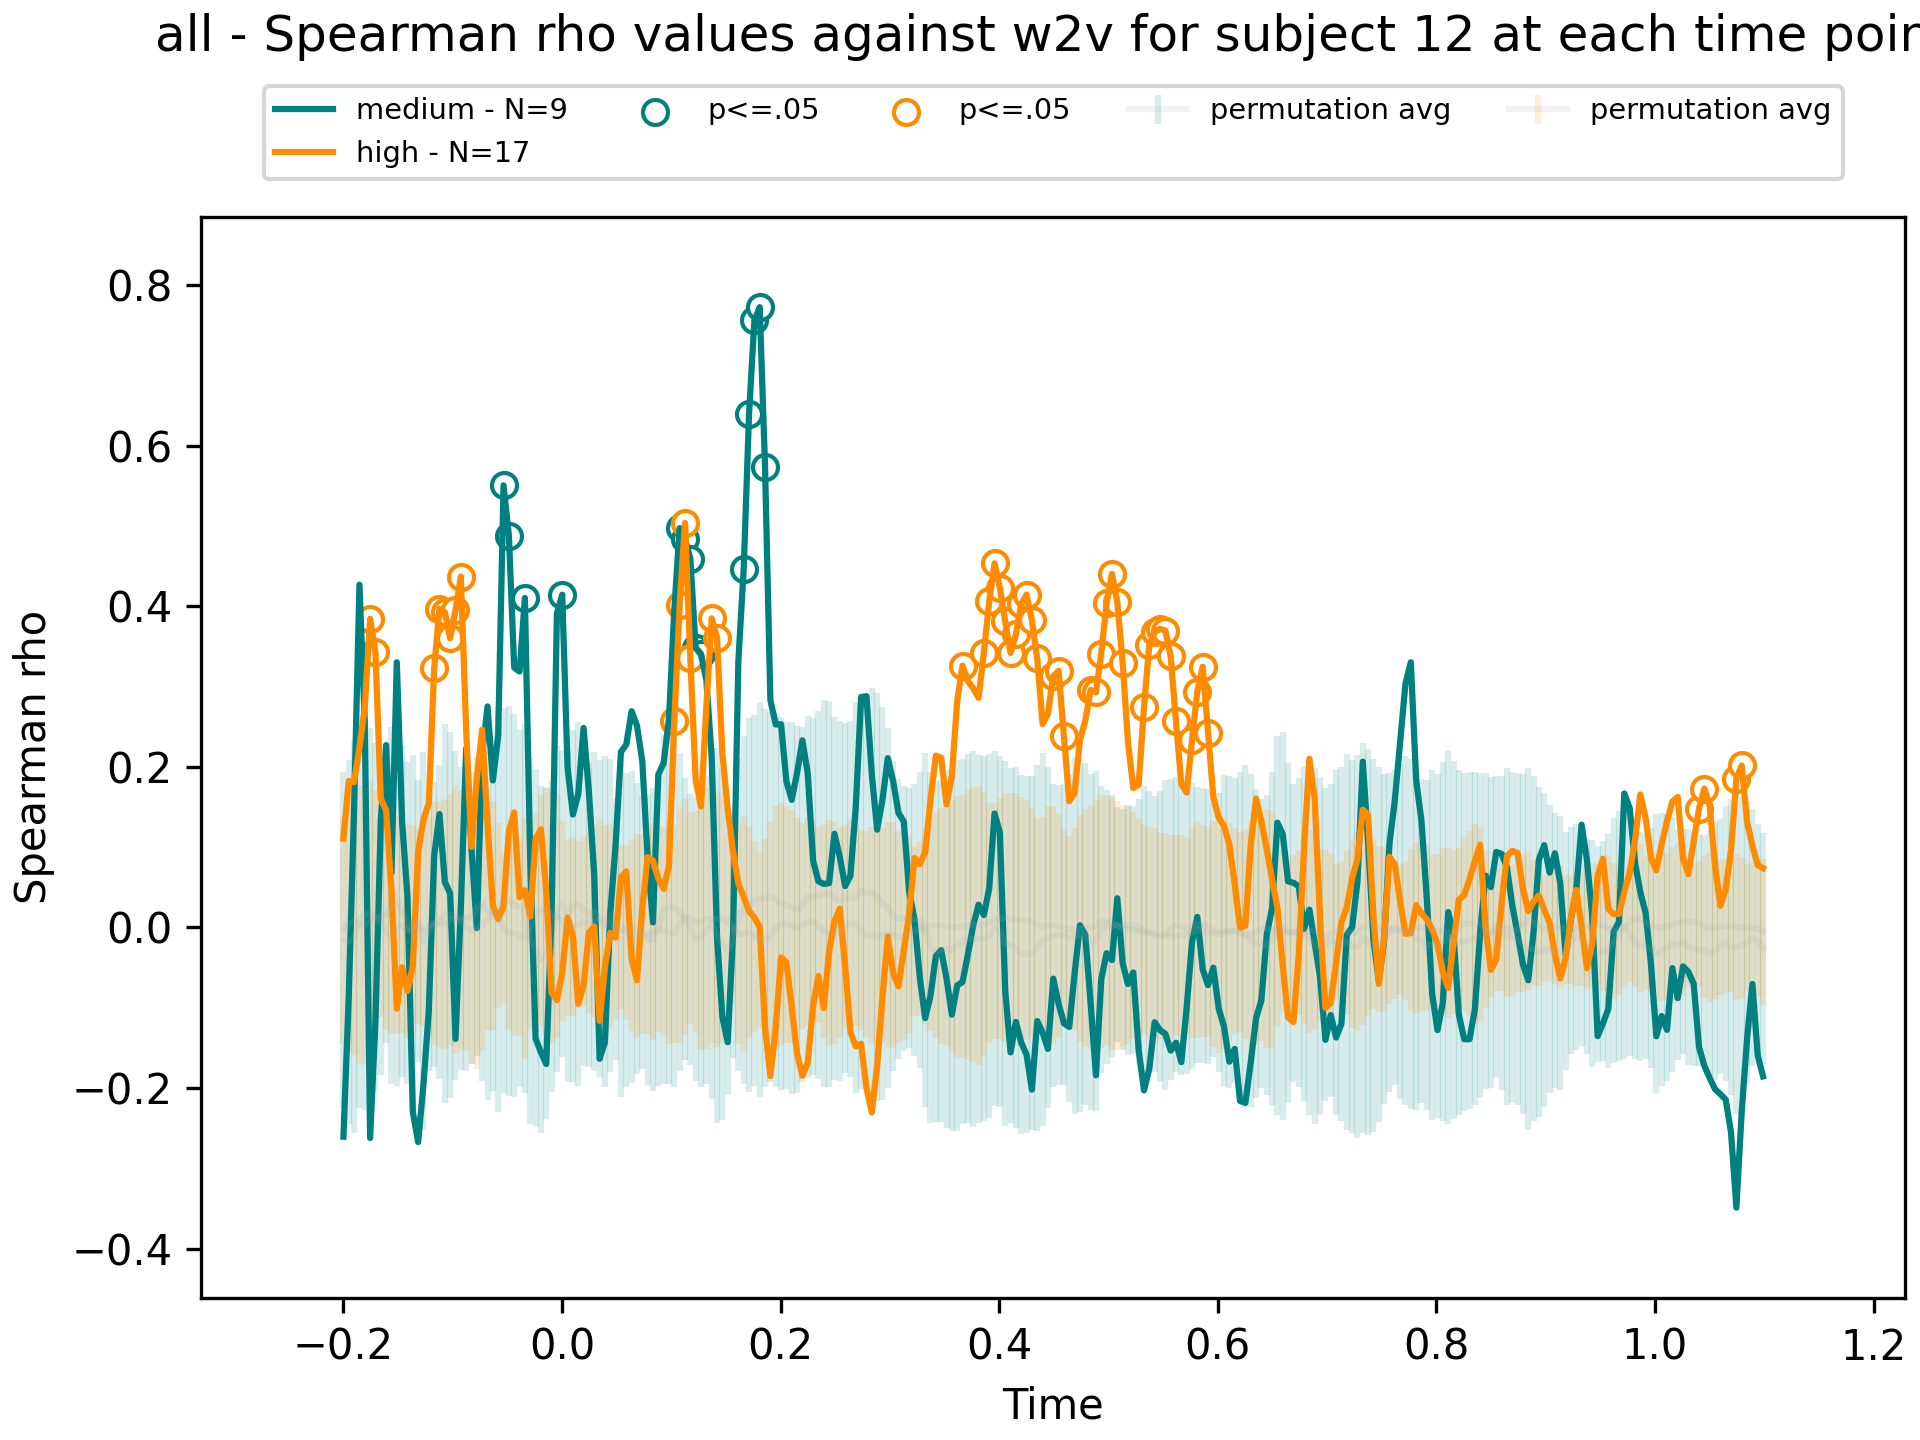 all - Spearman rho values against w2v for subject 12 at each time poin
medium - N=9
high - N=17
p<=.05
p<=.05
permutation avg
permutation avg
Spearman rho
0.8
0.6
0.4
0.2
0.0
−0.2
−0.4
−0.2
0.0
0.2
0.4
0.6
0.8
1.0
1.2
Time